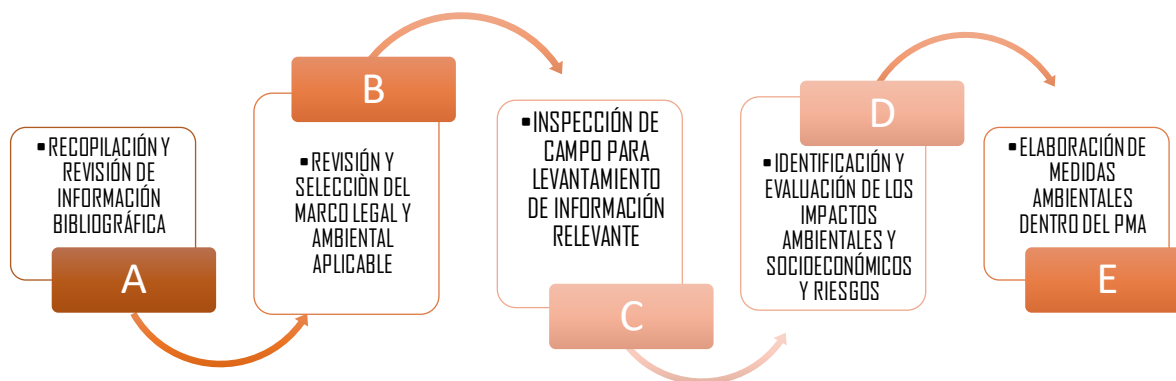 ▪RECOPILACIÓN Y
REVISIÓN DE
INFORMACIÓN
BIBLIOGRÁFICA
A
B
▪REVISIÓN Y
SELECCIÒN DEL
MARCO LEGAL Y
AMBIENTAL
APLICABLE
▪INSPECCIÓN DE
CAMPO PARA
LEVANTAMIENTO
DE INFORMACIÓN
RELEVANTE
C
D
▪IDENTIFICACIÓN Y
EVALUACIÓN DE LOS
IMPACTOS
AMBIENTALES Y
SOCIOECONÓMICOS
Y RIESGOS
▪ELABORACIÓN DE
MEDIDAS
AMBIENTALES
DENTRO DEL PMA
E